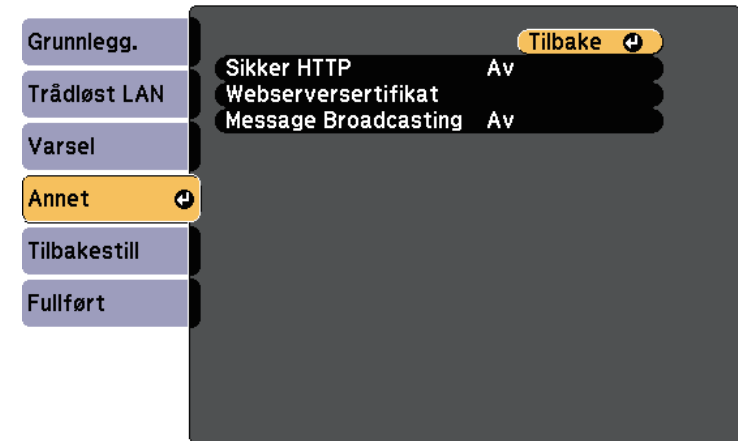 Grunnlegg.
Trådløst LAN
Varsel
Annet
Tilbakestill
Fullført
Tilbake
Sikker HTTP Av
Webserversertifikat
Message Broadcasting Av